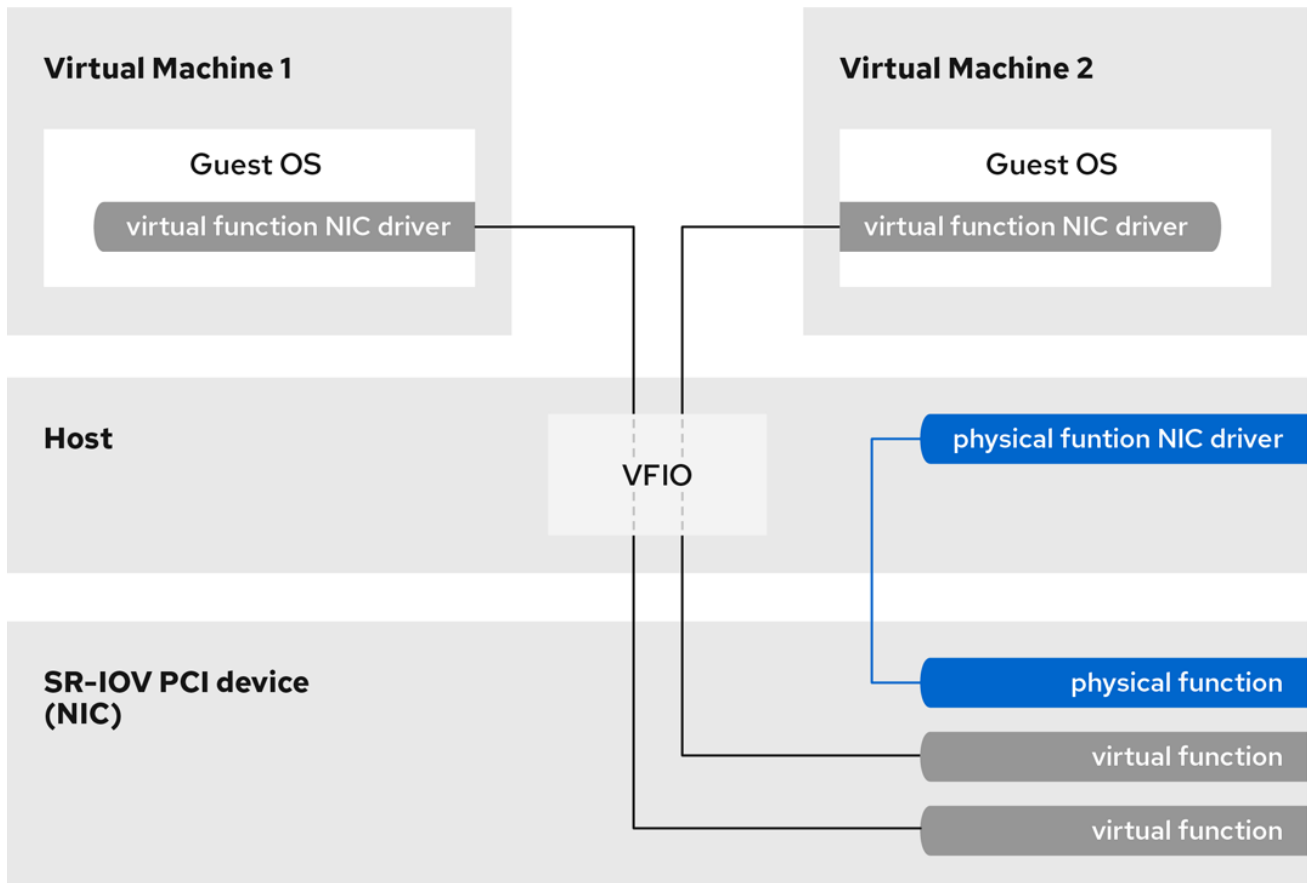 Virtual Machine 1
Guest OS
virtual function NIC driver
Virtual Machine 2
Guest OS
virtual function NIC driver
Host
VFIO
physical funtion NIC driver
SR-IOV PCI device
(NIC)
physical function
virtual function
virtual function